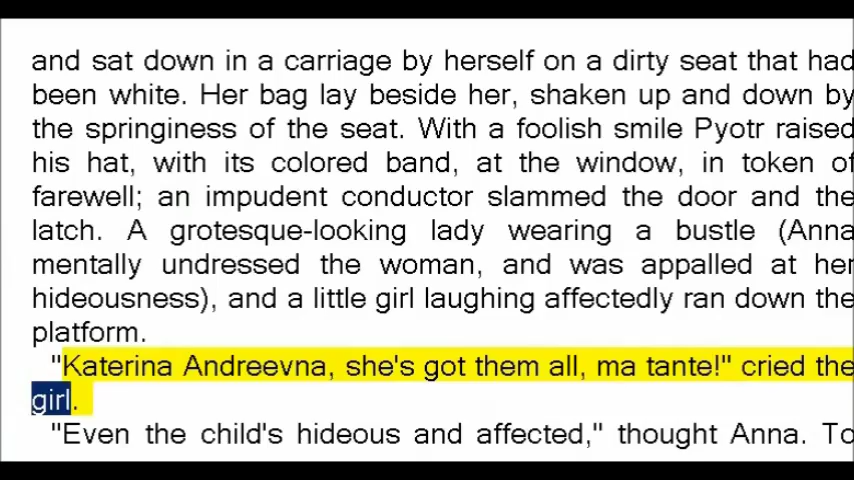 and sat down in a carriage by herself on a dirty seat that had
been white. Her bag lay beside her, shaken up and down by
the springiness of the seat. With a foolish smile Pyotr raised
his hat, with its colored band, at the window, in token of
farewell; an impudent conductor slammed the door and the
latch. A grotesque-looking lady wearing a bustle (Anna
mentally undressed the woman, and was appalled at her
hideousness), and a little girl laughing affectedly ran down the
platform.
"Katerina Andreevna, she's got them all, ma tante!" cried the
girl.
"Even the child's hideous and affected," thought Anna. To